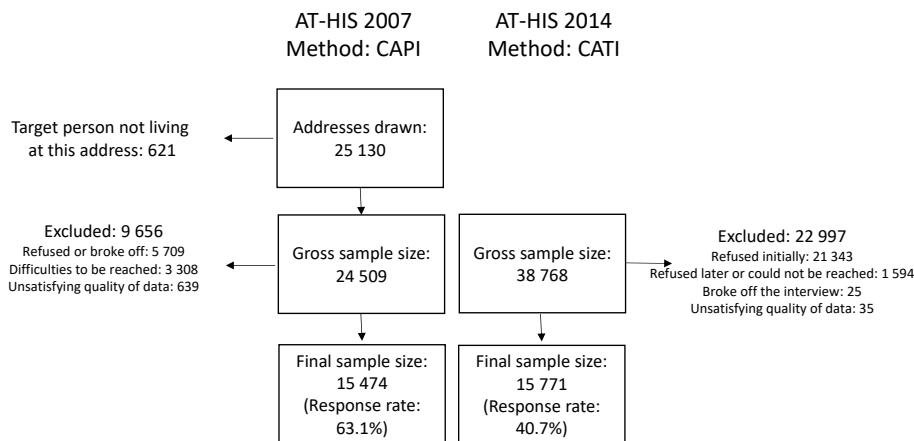 AT-HIS 2007
Method: CAPI
AT-HIS 2014
Method: CATI
Target person not living
at this address: 621
Addresses drawn:
25 130
Excluded: 9 656
Refused or broke off: 5 709
Difficulties to be reached: 3 308
Unsatisfying quality of data: 639
Gross sample size:
24 509
Gross sample size:
38 768
Excluded: 22 997
Refused initially: 21 343
Refused later or could not be reached: 1 594
Broke off the interview: 25
Unsatisfying quality of data: 35
Final sample size:
15 474
(Response rate:
63.1%)
Final sample size:
15 771
(Response rate:
40.7%)